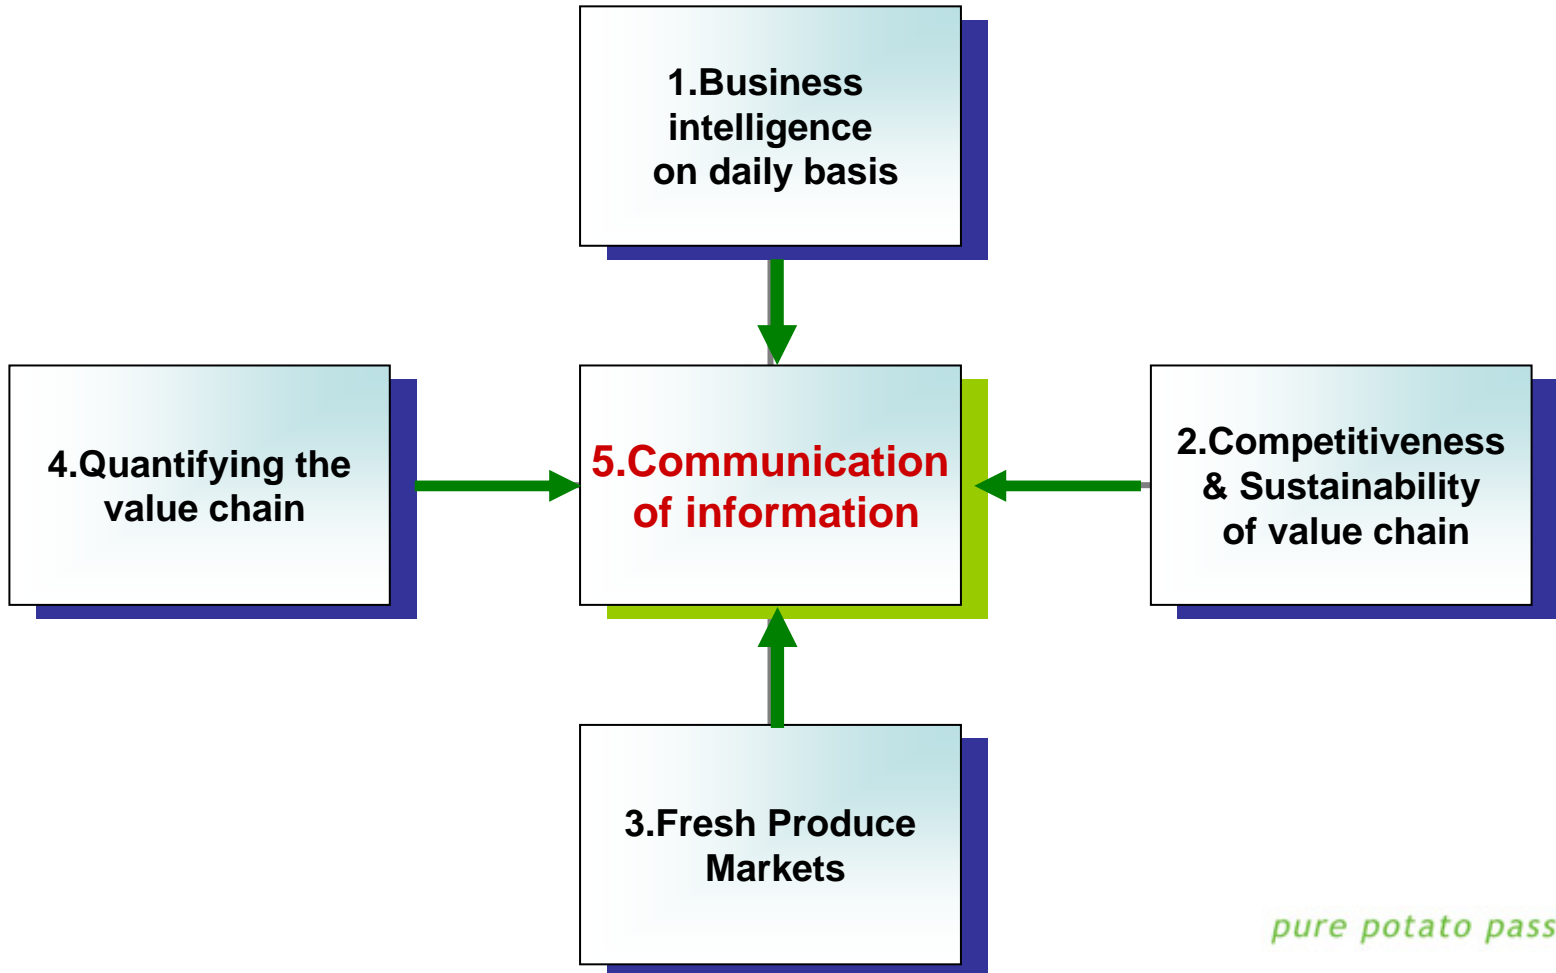 1.Business
intelligence
on daily basis
4.Quantifying the
value chain
5.Communication
of information
2.Competitiveness
& Sustainability
of value chain
3.Fresh Produce
Markets
pure potato pass